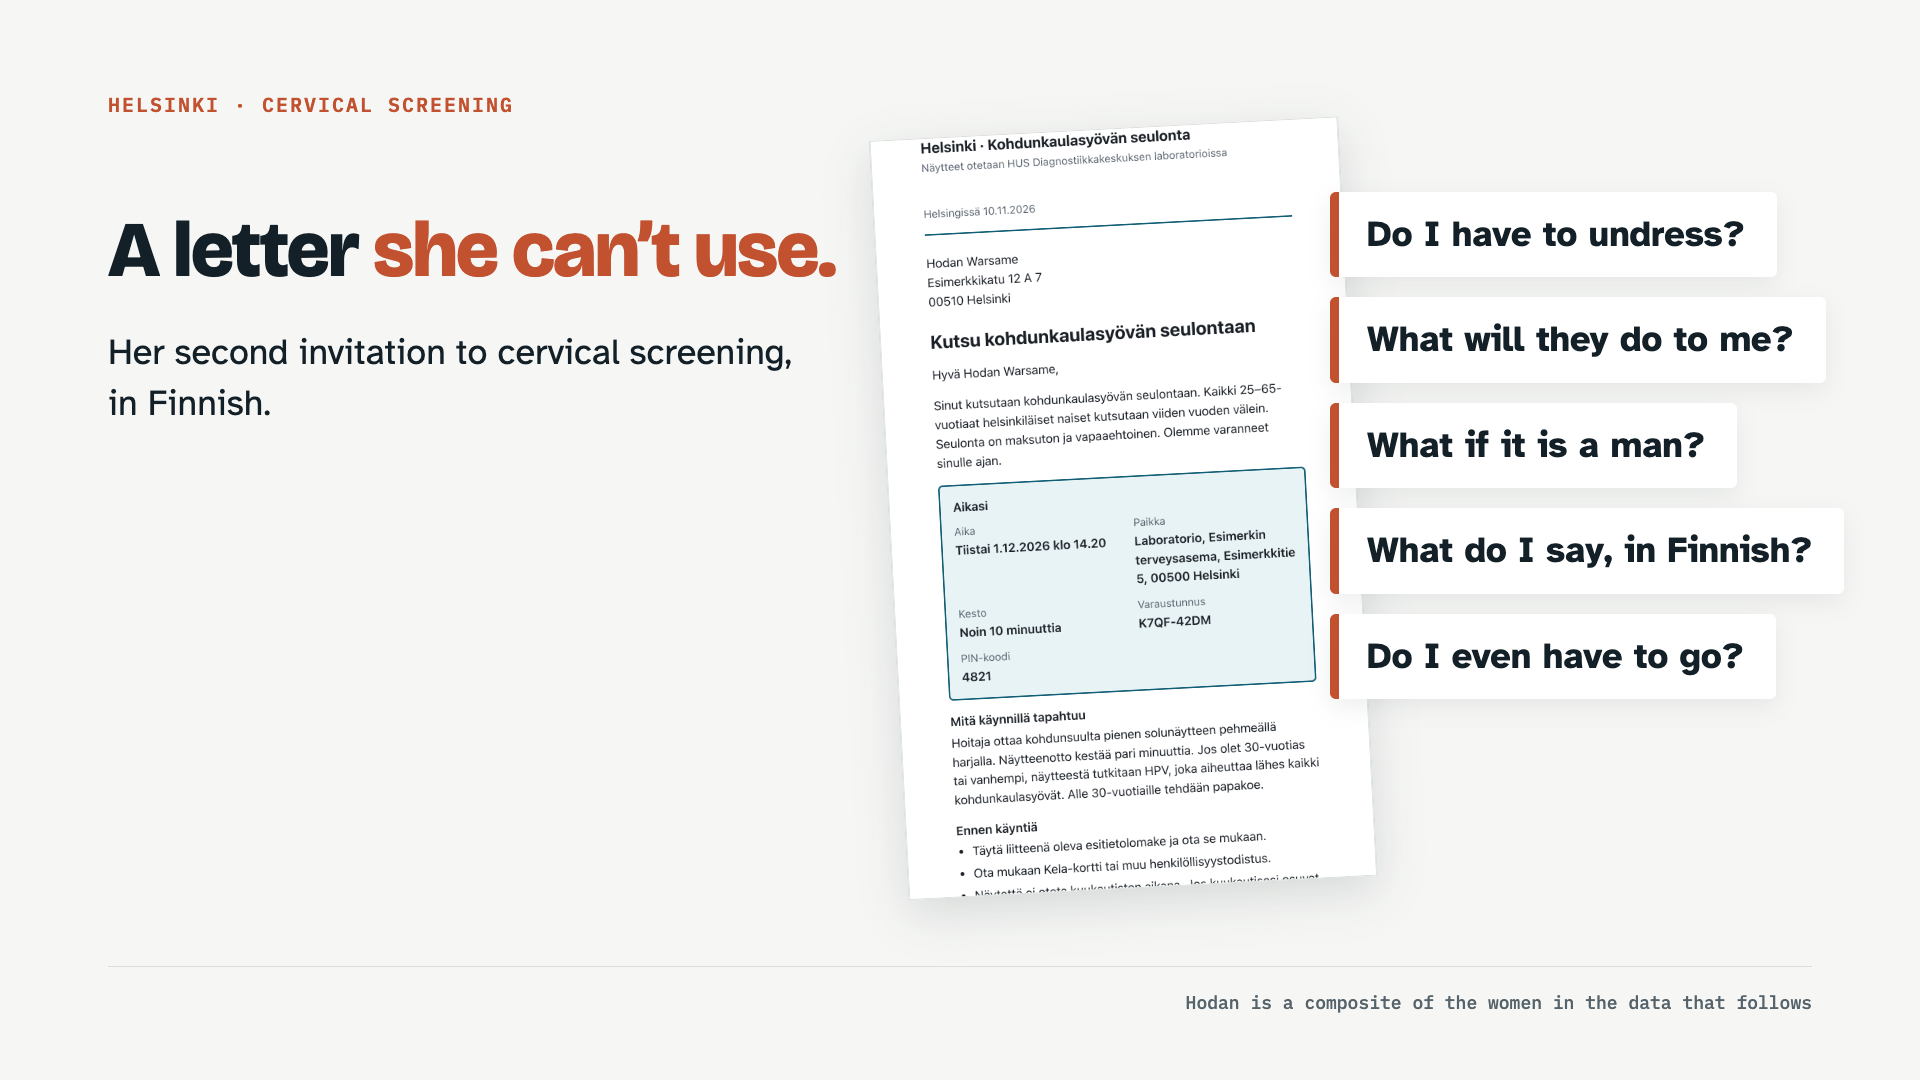 HELSINKI · CERVICAL SCREENING
A letter she can’t use.
Her second invitation to cervical screening,
in Finnish.
Helsinki · Kohdunkaulasyövän seulonta
Näytteet otetaan HUS Diagnostiikkakeskuksen laboratorioissa
Helsingissä 10.11.2026
Hodan Warsame
Esimerkkikatu 12 A 7
00510 Helsinki
Kutsu kohdunkaulasyövän seulontaan
Hyvä Hodan Warsame,
Sinut kutsutaan kohdunkaulasyövän seulontaan. Kaikki 25–65-
vuotiaat helsinkiläiset naiset kutsutaan viiden vuoden välein.
Seulonta on maksuton ja vapaaehtoinen. Olemme varanneet
sinulle ajan.
Aikasi
Aika
Tiistai 1.12.2026 klo 14.20
Paikka
Laboratorio, Esimerkin
terveysasema, Esimerkkitie
5, 00500 Helsinki
Kesto
Noin 10 minuuttia
Varaustunnus
K7QF-42DM
PIN-koodi
4821
Mitä käynnillä tapahtuu
Hoitaja ottaa kohdunsuulta pienen solunäytteen pehmeällä
harjalla. Näytteenotto kestää pari minuuttia. Jos olet 30-vuotias
tai vanhempi, näytteestä tutkitaan HPV, joka aiheuttaa lähes kaikki
kohdunkaulasyövät. Alle 30-vuotiaille tehdään papakoe.
Ennen käyntiä
• Täytä liitteenä oleva esitietolomake ja ota se mukaan.
• Ota mukaan Kela-kortti tai muu henkilöllisyystodistus.
• Näytettä ei oteta kuukautisten aikana. Jos kuukautisesi osuvat
Do I have to undress?
What will they do to me?
What if it is a man?
What do I say, in Finnish?
Do I even have to go?
Hodan is a composite of the women in the data that follows